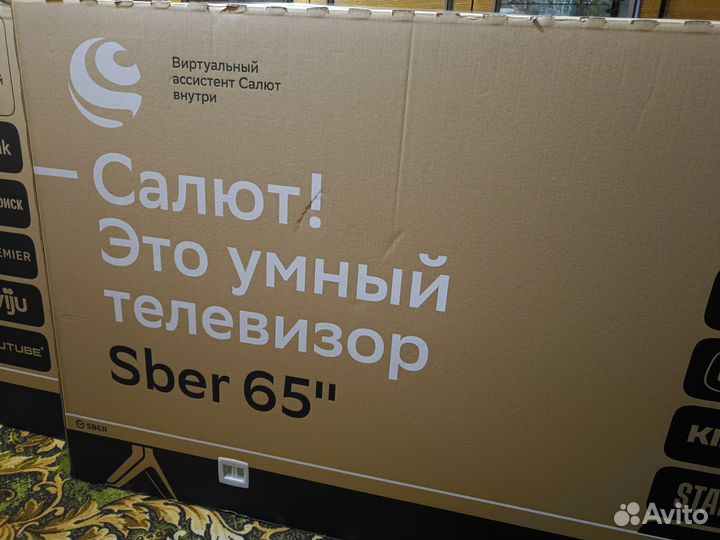 Виртуальный
ассистент Салют
внутри
— Салют!
Это умный
телевизор
Sber 65"
SBER
Avito